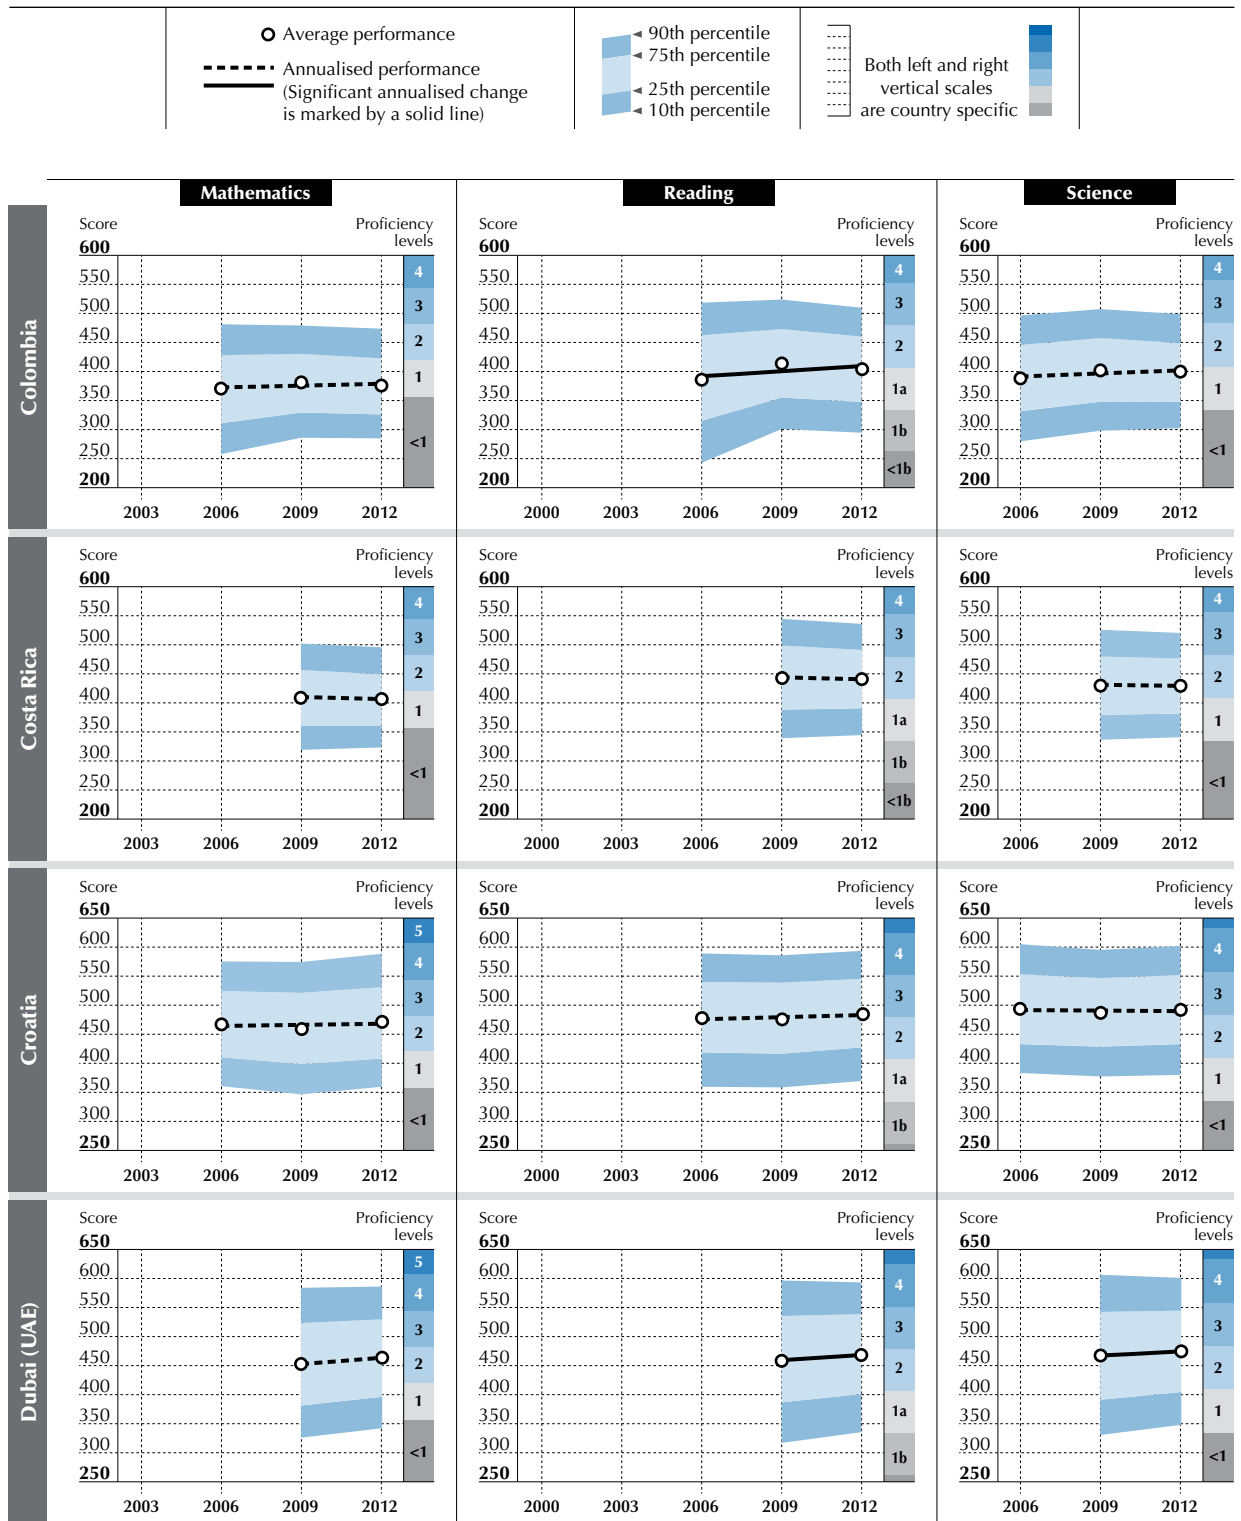 Average performance
Annualised performance
(Significant annualised change
is marked by a solid line)
90th percentile
75th percentile
25th percentile
10th percentile
Both left and right
vertical scales
are country specific
Mathematics
Reading
Science
Colombia
Score
Proficiency
levels
600
550
500
450
400
350
300
250
200
4
3
2
1
<1
2003 2006 2009 2012
Score
Proficiency
levels
600
550
500
450
400
350
300
250
200
4
3
2
1a
1b
<1b
2000 2003 2006 2009 2012
Score
Proficiency
levels
600
550
500
450
400
350
300
250
200
4
3
2
1
<1
2006 2009 2012
Costa Rica
Score
Proficiency
levels
600
550
500
450
400
350
300
250
200
4
3
2
1
<1
2003 2006 2009 2012
Score
Proficiency
levels
600
550
500
450
400
350
300
250
200
4
3
2
1a
1b
<1b
2000 2003 2006 2009 2012
Score
Proficiency
levels
600
550
500
450
400
350
300
250
200
4
3
2
1
<1
2006 2009 2012
Croatia
Score
Proficiency
levels
650
600
550
500
450
400
350
300
250
5
4
3
2
1
<1
2003 2006 2009 2012
Score
Proficiency
levels
650
600
550
500
450
400
350
300
250
4
3
2
1a
1b
2000 2003 2006 2009 2012
Score
Proficiency
levels
650
600
550
500
450
400
350
300
250
4
3
2
1
<1
2006 2009 2012
Dubai (UAE)
Score
Proficiency
levels
650
600
550
500
450
400
350
300
250
5
4
3
2
1
<1
2003 2006 2009 2012
Score
Proficiency
levels
650
600
550
500
450
400
350
300
250
4
3
2
1a
1b
2000 2003 2006 2009 2012
Score
Proficiency
levels
650
600
550
500
450
400
350
300
250
4
3
2
1
<1
2006 2009 2012